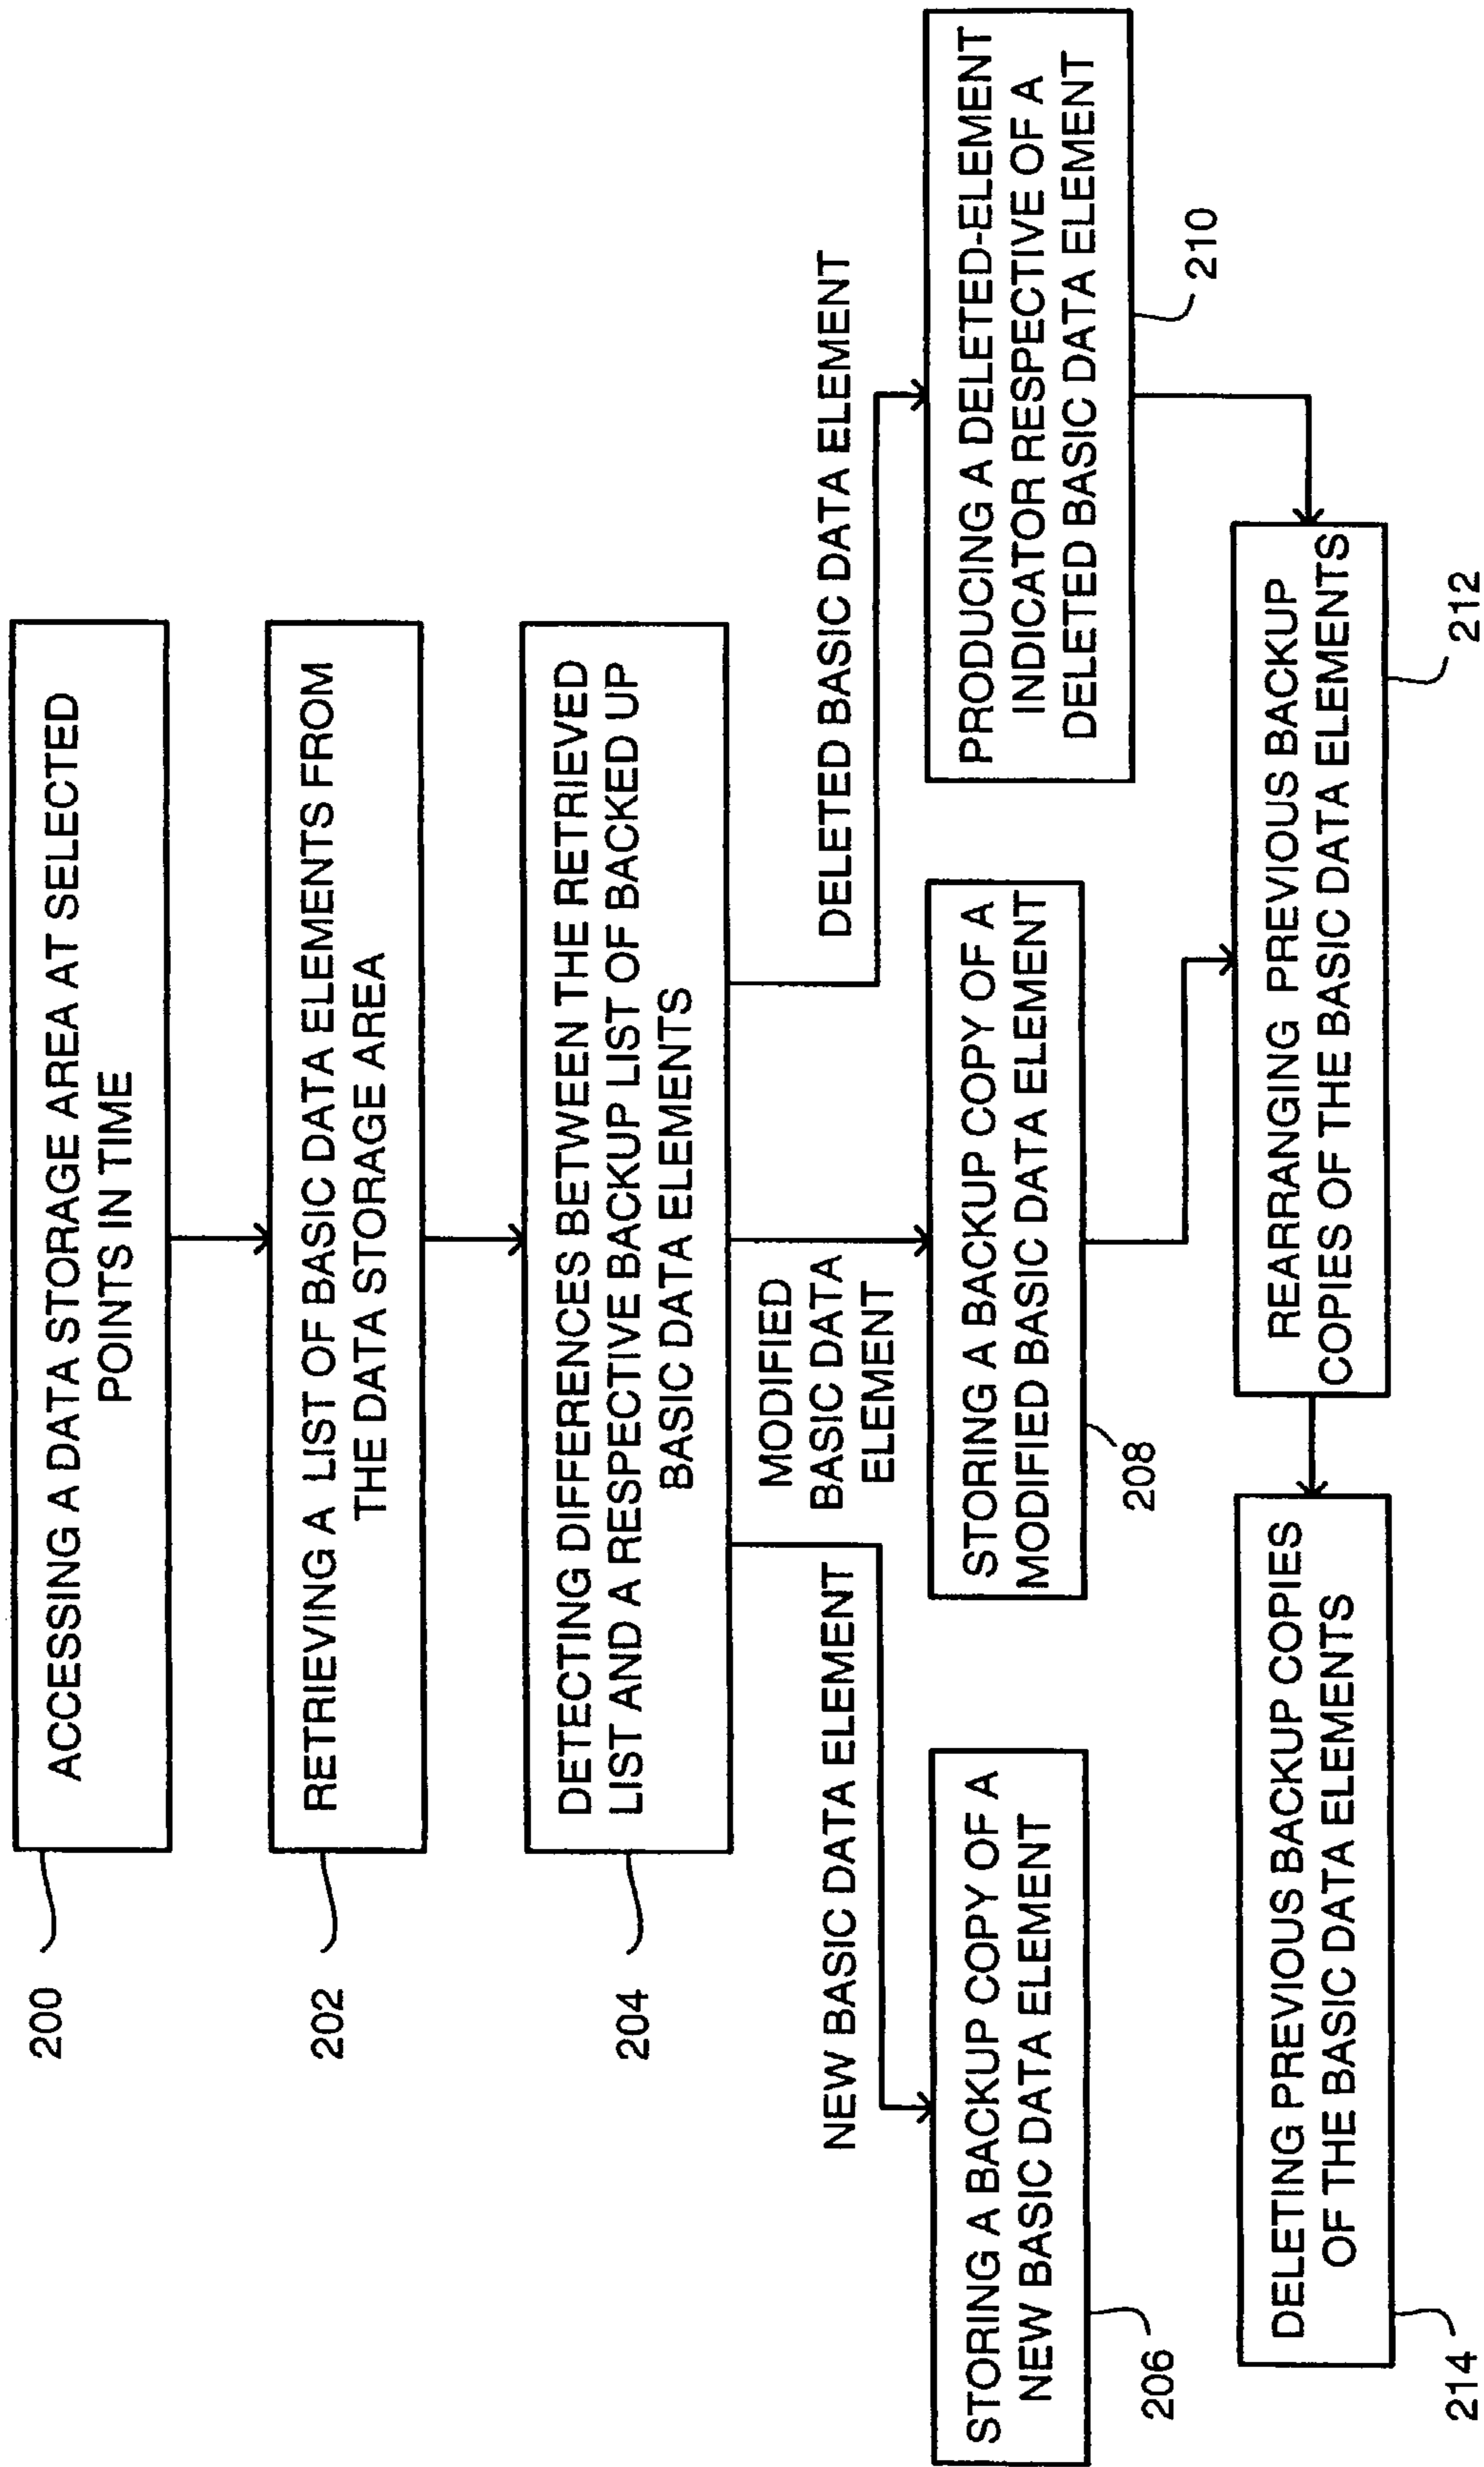 200
ACCESSING A DATA STORAGE AREA AT SELECTED
POINTS IN TIME
202
RETRIEVING A LIST OF BASIC DATA ELEMENTS FROM
THE DATA STORAGE AREA
204
DETECTING DIFFERENCES BETWEEN THE RETRIEVED
LIST AND A RESPECTIVE BACKUP LIST OF BACKED UP
BASIC DATA ELEMENTS
NEW BASIC DATA ELEMENT
MODIFIED
BASIC DATA
ELEMENT
DELETED BASIC DATA ELEMENT
STORING A BACKUP COPY OF A
NEW BASIC DATA ELEMENT
206
STORING A BACKUP COPY OF A
MODIFIED BASIC DATA ELEMENT
208
PRODUCING A DELETED-ELEMENT
INDICATOR RESPECTIVE OF A
DELETED BASIC DATA ELEMENT
210
DELETING PREVIOUS BACKUP COPIES
OF THE BASIC DATA ELEMENTS
214
REARRANGING PREVIOUS BACKUP
COPIES OF THE BASIC DATA ELEMENTS
212